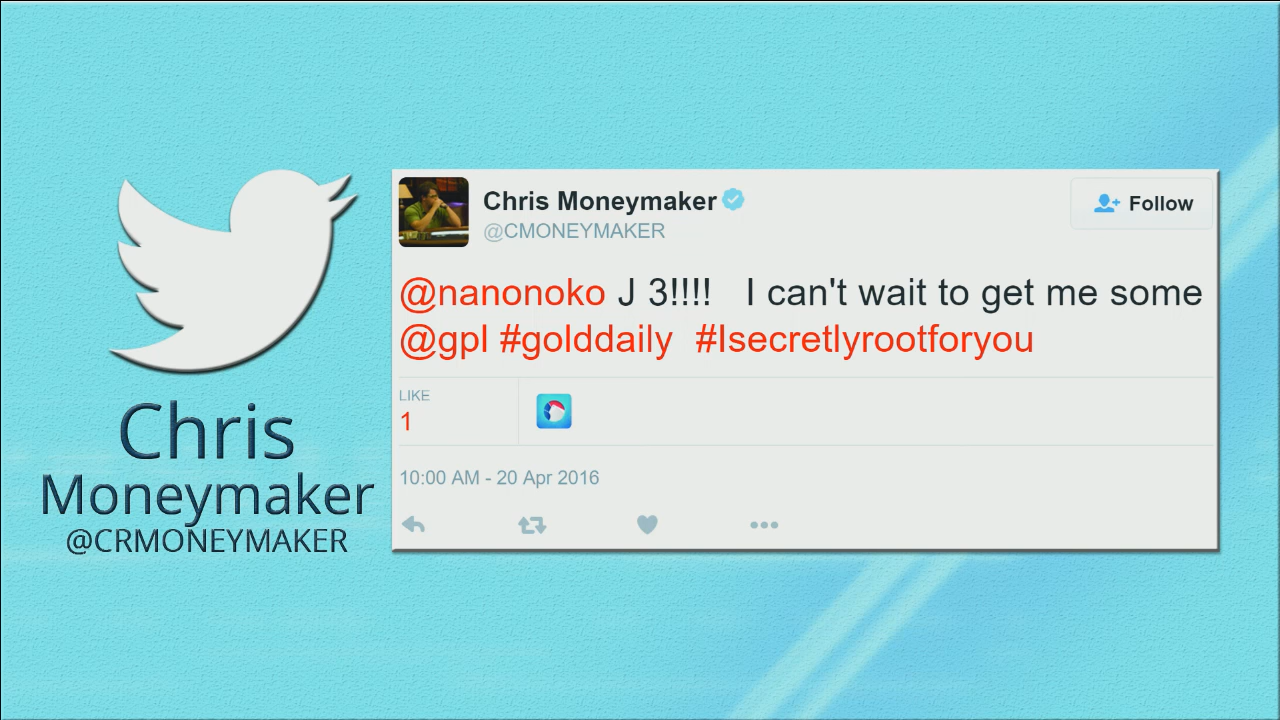 Chris
Moneymaker
@CRMONEYMAKER
Chris Moneymaker
@CMONEYMAKER
Follow
@nanonoko J 3!!!! I can't wait to get me some
@gpl #golddaily #Isecretlyrootforyou
LIKE
1
10:00 AM - 20 Apr 2016